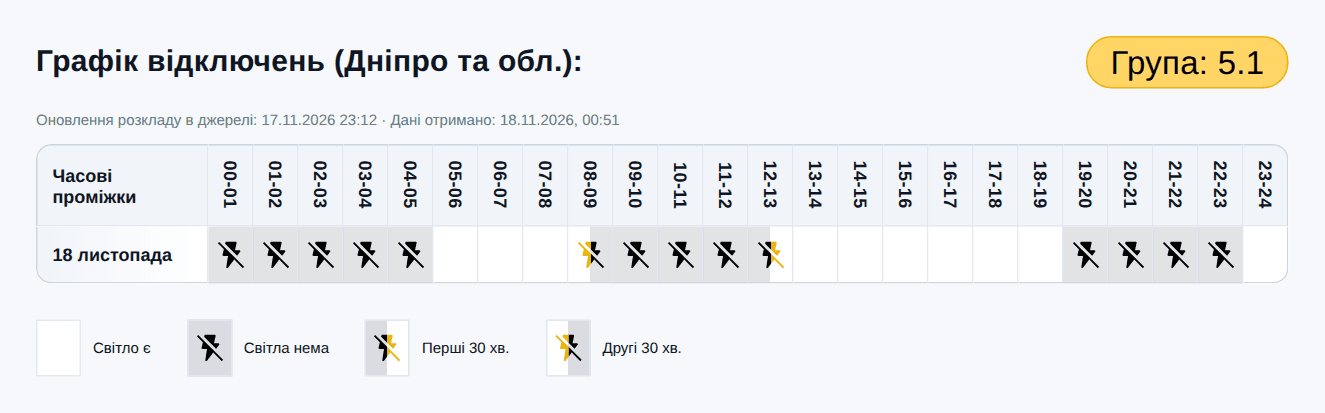 Графік відключень (Дніпро та обл.):
Група: 5.1
Оновлення розкладу в джерелі: 17.11.2026 23:12 · Дані отримано: 18.11.2026, 00:51
Часові
проміжки
00-01
01-02
02-03
03-04
04-05
05-06
06-07
07-08
08-09
09-10
10-11
11-12
12-13
13-14
14-15
15-16
16-17
17-18
18-19
19-20
20-21
21-22
22-23
23-24
18 листопада
Світло є
Світла нема
Перші 30 хв.
Другі 30 хв.